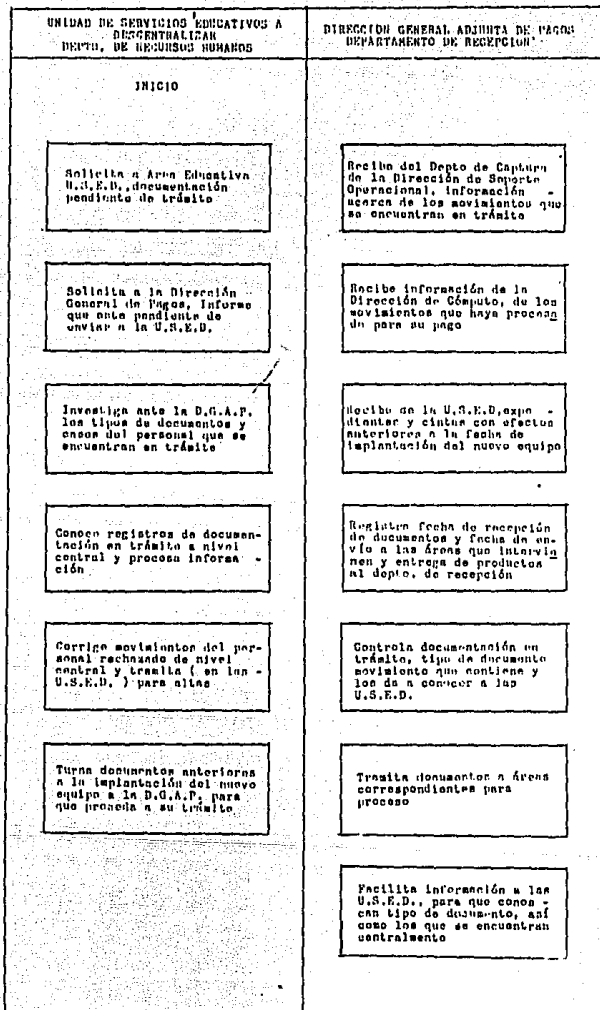 UNIDAD DE SERVICIOS EDUCATIVOS A
DESCENTRALIZAR
DEPTO. DE RECURSOS HUMANOS
INICIO
Solicita a Area Educativa
U.S.E.D., documentación
pendiente de trámite
Solicita a la Dirección
General de Pagos, Informe
que este pendiente de
enviar a la U.S.E.D.
Investiga ante la D.G.A.P.
los tipos de documentos y
casos del personal que se
encuentran en trámite
Conoce registros de documen-
tación en trámite a nivel
central y procesa informa -
ción
Corrige movimientos del per-
sonal rechazado de nivel
central y tramita ( en las -
U.S.E.D. ) para altas
Turna documentos anteriores
a la implantación del nuevo
equipo a la D.G.A.P. para
que proceda a su trámite
DIRECCION GENERAL ADJUNTA DE PAGOS
DEPARTAMENTO DE RECEPCION
Recibe del Depto de Captura
de la Dirección de Soporte
Operacional, información -
acerca de los movimientos que
se encuentran en trámite
Recibe información de la
Dirección de Cómputo, de los
movimientos que haya procesa
do para su pago
Recibe de la U.S.E.D, expe -
dientes y cintas con efectos
anteriores a la fecha de
implantación del nuevo equipo
Registra fecha de recepción
de documentos y fecha de en-
vío a las áreas que intervie
nen y entrega de productos
al depto. de recepción
Controla documentación en
trámite, tipo de documento
movimiento que contiene y
los da a conocer a las
U.S.E.D.
Tramita documentos a áreas
correspondientes para
proceso
Facilita información a las
U.S.E.D., para que conoz -
can tipo de documento, así
como los que se encuentran
centralmente